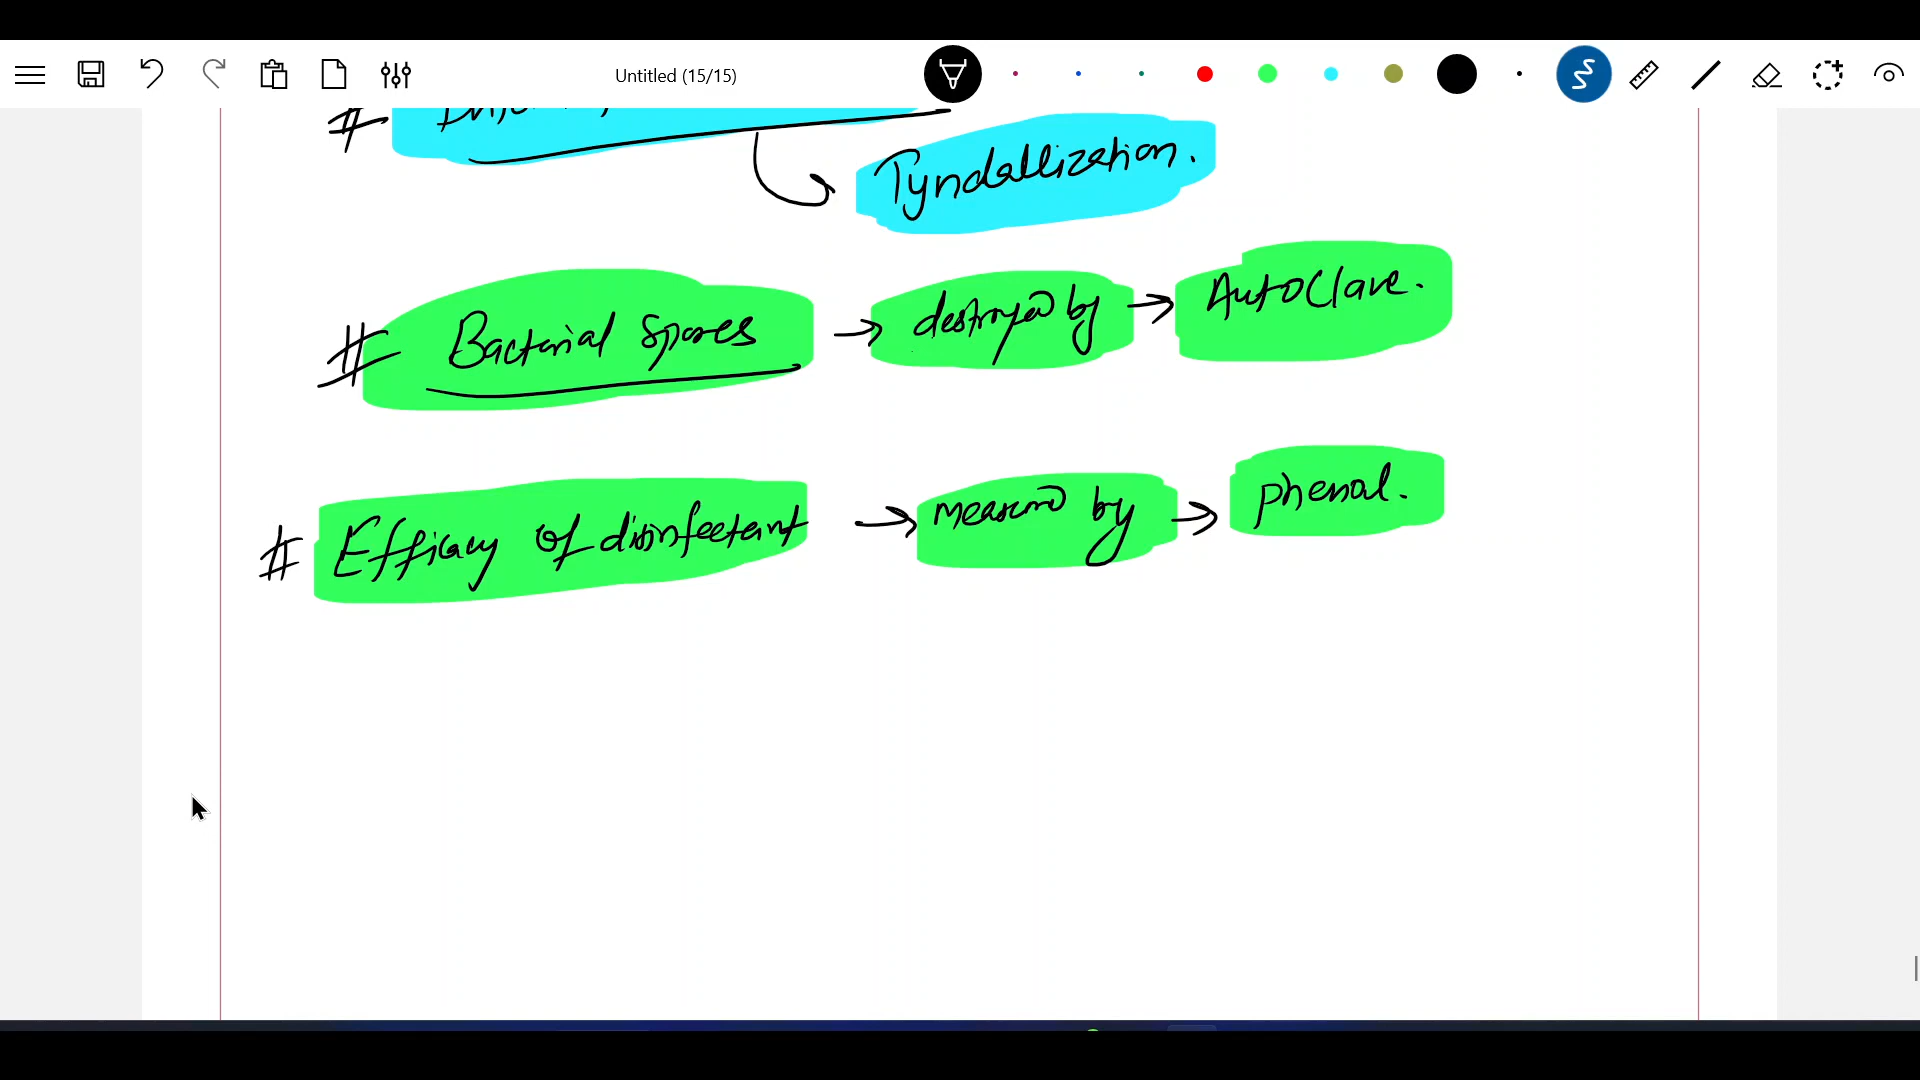 Untitled (15/15)
#
Tyndallization.
# Bacterial Spores → destroyed by → AutoClave.
# Efficacy of disinfectant → measured by → phenol.